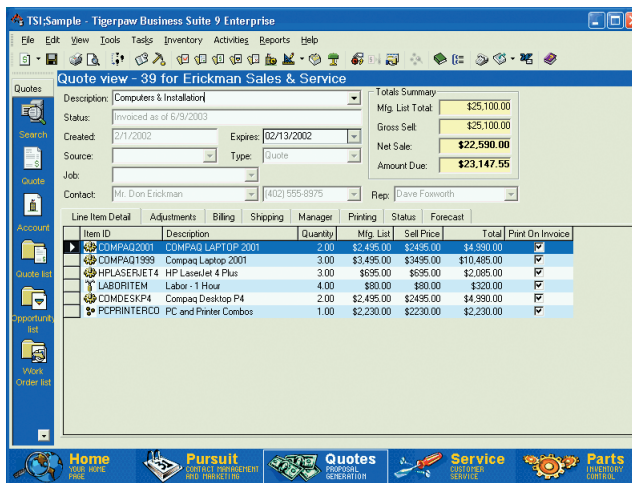 TSI;Sample - Tigerpaw Business Suite 9 Enterprise
File Edit View Tools Tasks Inventory Activities Reports Help
Quotes
Quote view - 39 for Erickman Sales & Service
Description: Computers & Installation
Status: Invoiced as of 6/9/2003
Created: 2/1/2002 Expires: 02/13/2002
Source: Type: Quote
Job:
Contact: Mr. Don Erickman (402) 555-8975 Rep: Dave Foxworth
Totals Summary
Mfg. List Total: $25,100.00
Gross Sell: $25,100.00
Net Sale: $22,590.00
Amount Due: $23,147.55
Search
Quote
Account
Quote list
Opportunity
list
Work
Order list
Line Item Detail Adjustments Billing Shipping Manager Printing Status Forecast
Item ID Description Quantity Mfg. List Sell Price Total Print On Invoice
COMPAQ2001 COMPAQ LAPTOP 2001 2.00 $2,495.00 $2495.00 $4,990.00
COMPAQ1999 Compaq Laptop 2001 3.00 $3,495.00 $3495.00 $10,485.00
HPLASERJET4 HP LaserJet 4 Plus 3.00 $695.00 $695.00 $2,085.00
LABORITEM Labor - 1 Hour 4.00 $80.00 $80.00 $320.00
COMDESKP4 Compaq Desktop P4 2.00 $2,495.00 $2495.00 $4,990.00
PCPRINTERCO PC and Printer Combos 1.00 $2,230.00 $2230.00 $2,230.00
Home
YOUR HOME
PAGE
Pursuit
CONTACT MANAGEMENT
AND MARKETING
Quotes
PROPOSAL
GENERATION
Service
CUSTOMER
SERVICE
Parts
INVENTORY
CONTROL